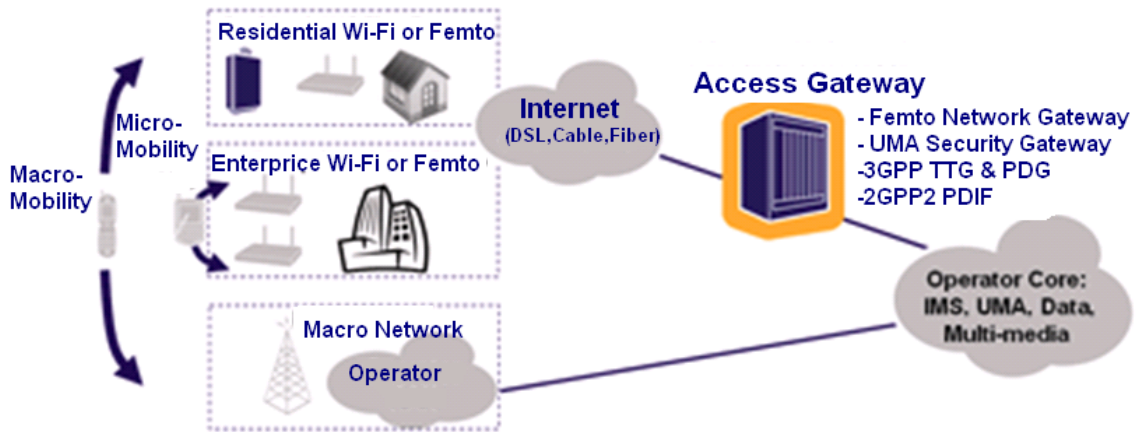 Residential Wi-Fi or Femto
Micro-
Mobility
Macro-
Mobility
Enterprice Wi-Fi or Femto
Macro Network
Operator
Internet
(DSL,Cable,Fiber)
Access Gateway
- Femto Network Gateway
- UMA Security Gateway
-3GPP TTG & PDG
-2GPP2 PDIF
Operator Core:
IMS, UMA, Data,
Multi-media